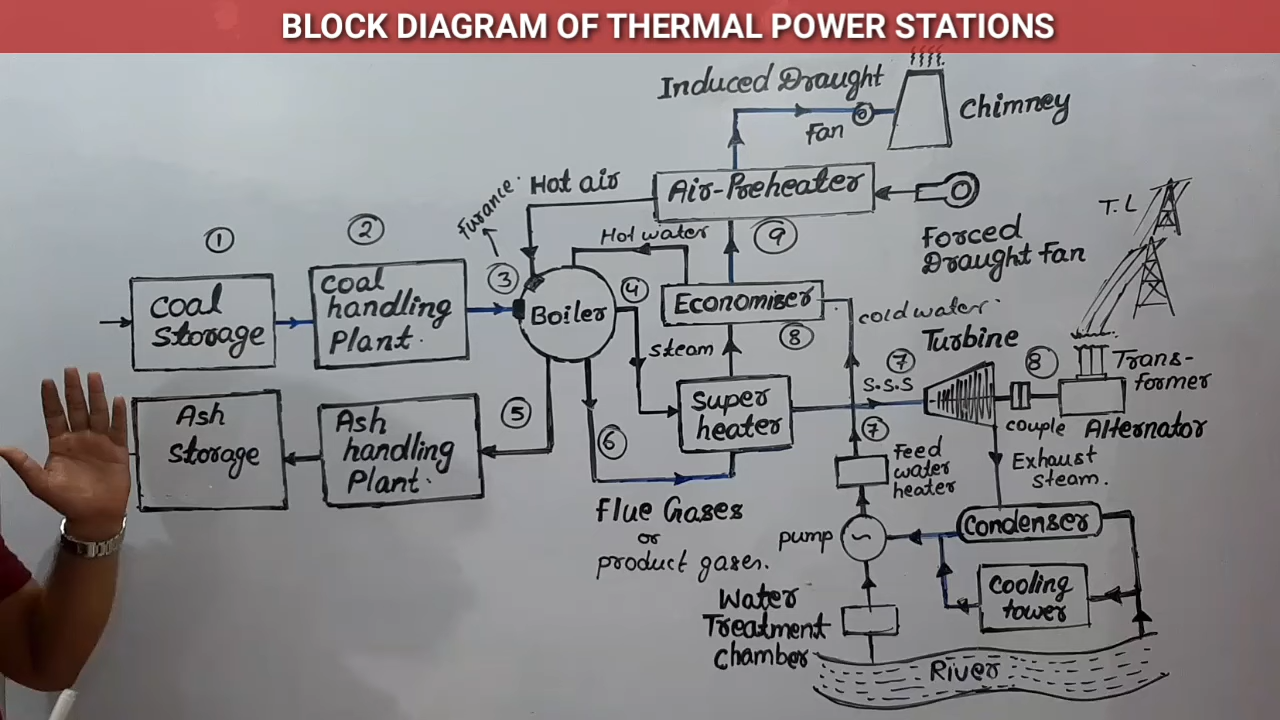 BLOCK DIAGRAM OF THERMAL POWER STATIONS
Induced Draught
Fan
Chimney
Furance.
Hot air
Air-Preheater
T.L
Forced
Draught Fan
Hot water
1
2
3
4
9
Coal
Storage
Coal
handling
Plant.
Boiler
Economiser
8
cold water.
steam
Turbine
7
S.S.S
8
Trans-
Former
couple
Alternator
Ash
storage
Ash
handling
Plant.
5
6
Super
heater
7
Feed
water
heater
Exhaust
steam.
Flue Gases
or
product gases.
pump
~
Condenser
Cooling
tower
Water
Treatment
Chamber
River